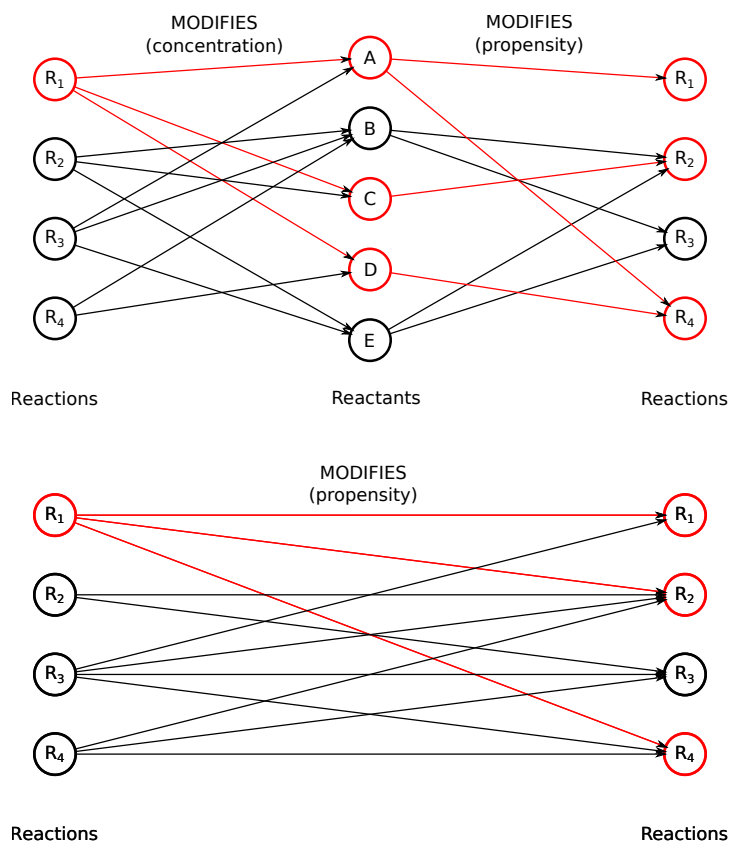 MODIFIES
(concentration)
MODIFIES
(propensity)
R₁
A
R₁
R₂
B
R₂
C
R₃
R₃
D
R₄
R₄
E
Reactions
Reactants
Reactions
MODIFIES
(propensity)
R₁
R₁
R₂
R₂
R₃
R₃
R₄
R₄
Reactions
Reactions